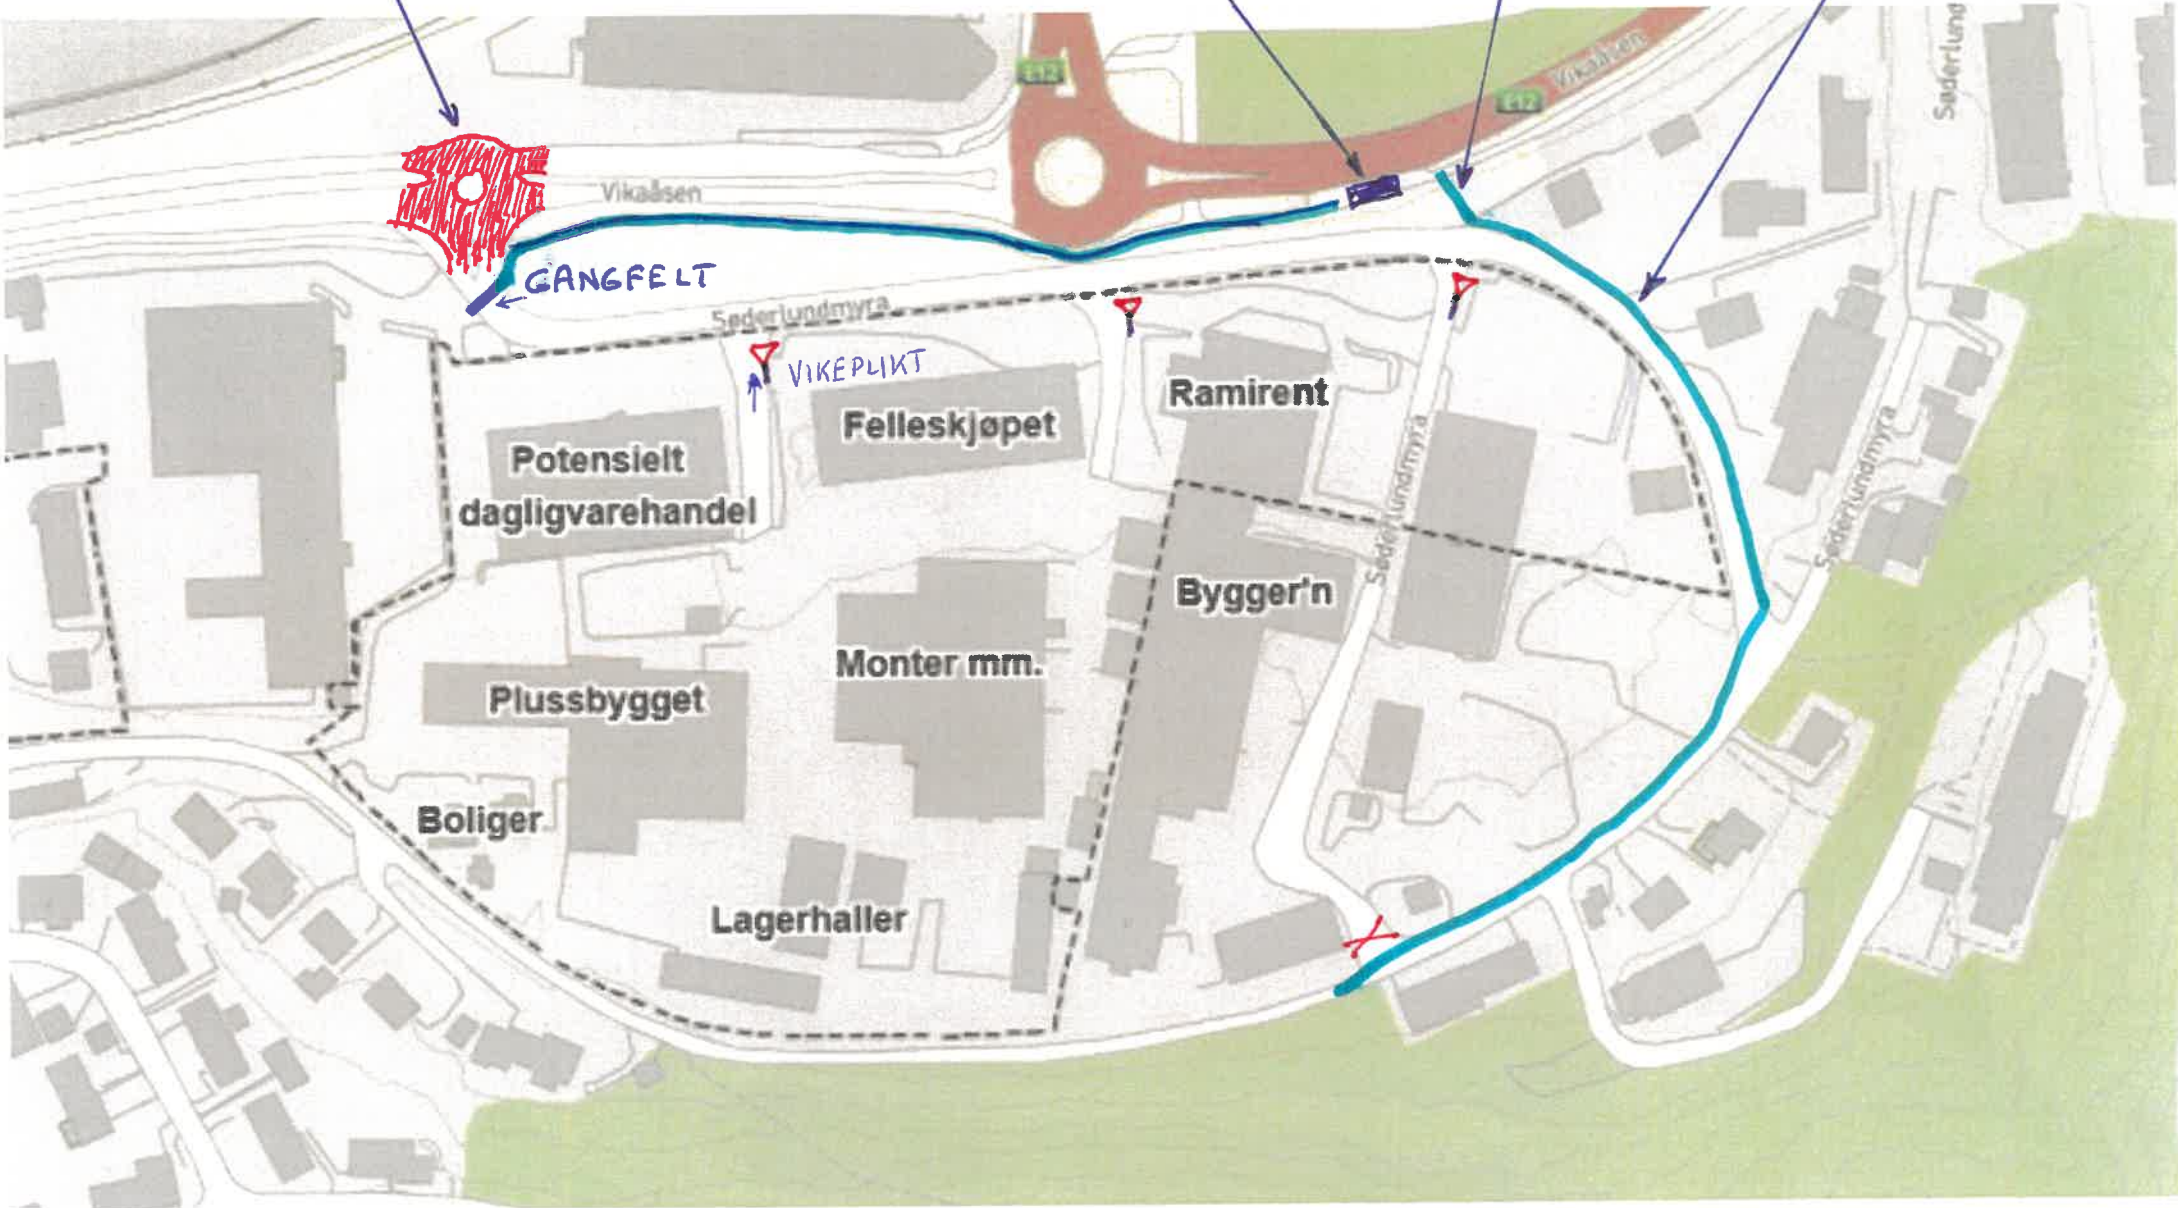 Søderlund
Vikaåsen
E12
E12
Vikaåsen
GANGFELT
Søderlundmyra
VIKEPLIKT
Ramirent
Felleskjøpet
Potensielt
dagligvarehandel
Søderlundmyra
Søderlundmyra
Bygger'n
Monter mm.
Plussbygget
Boliger
Lagerhaller